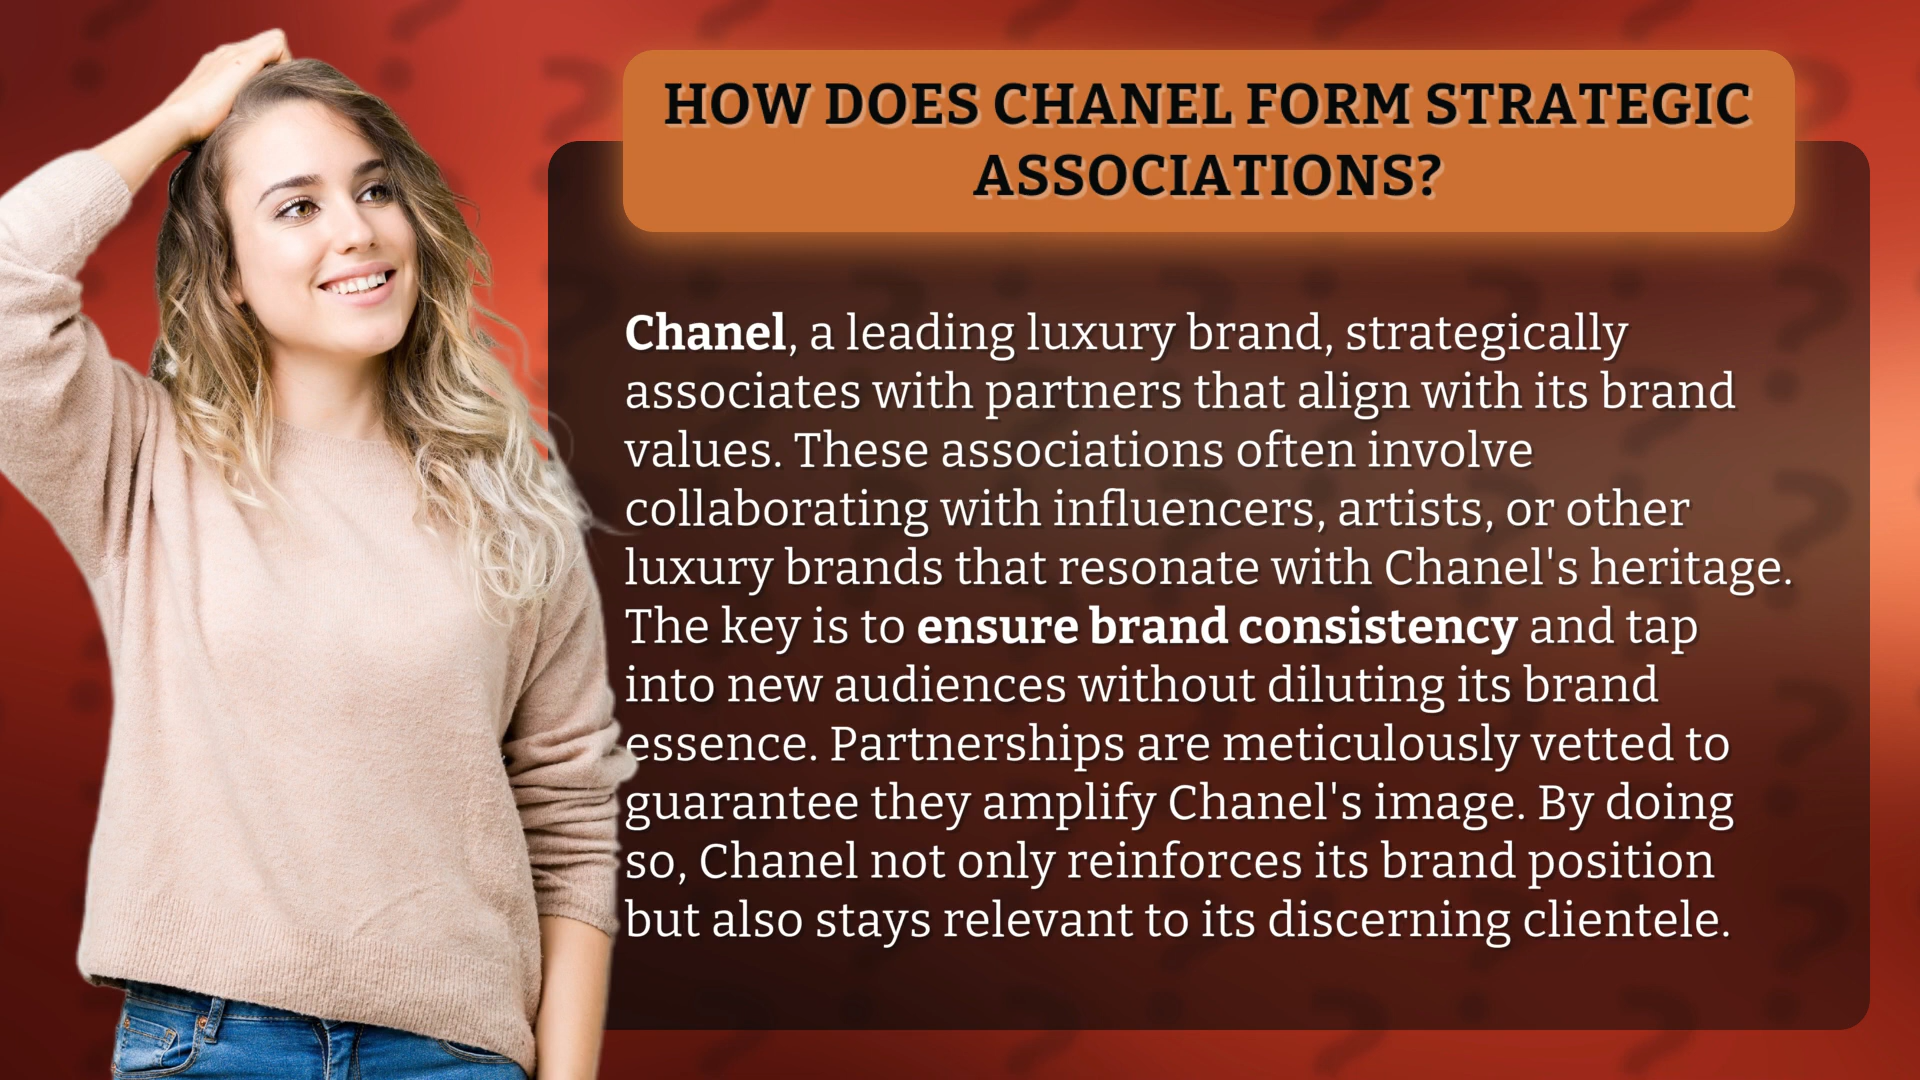 HOW DOES CHANEL FORM STRATEGIC
ASSOCIATIONS?
Chanel, a leading luxury brand, strategically
associates with partners that align with its brand
values. These associations often involve
collaborating with influencers, artists, or other
luxury brands that resonate with Chanel's heritage.
The key is to ensure brand consistency and tap
into new audiences without diluting its brand
essence. Partnerships are meticulously vetted to
guarantee they amplify Chanel's image. By doing
so, Chanel not only reinforces its brand position
but also stays relevant to its discerning clientele.